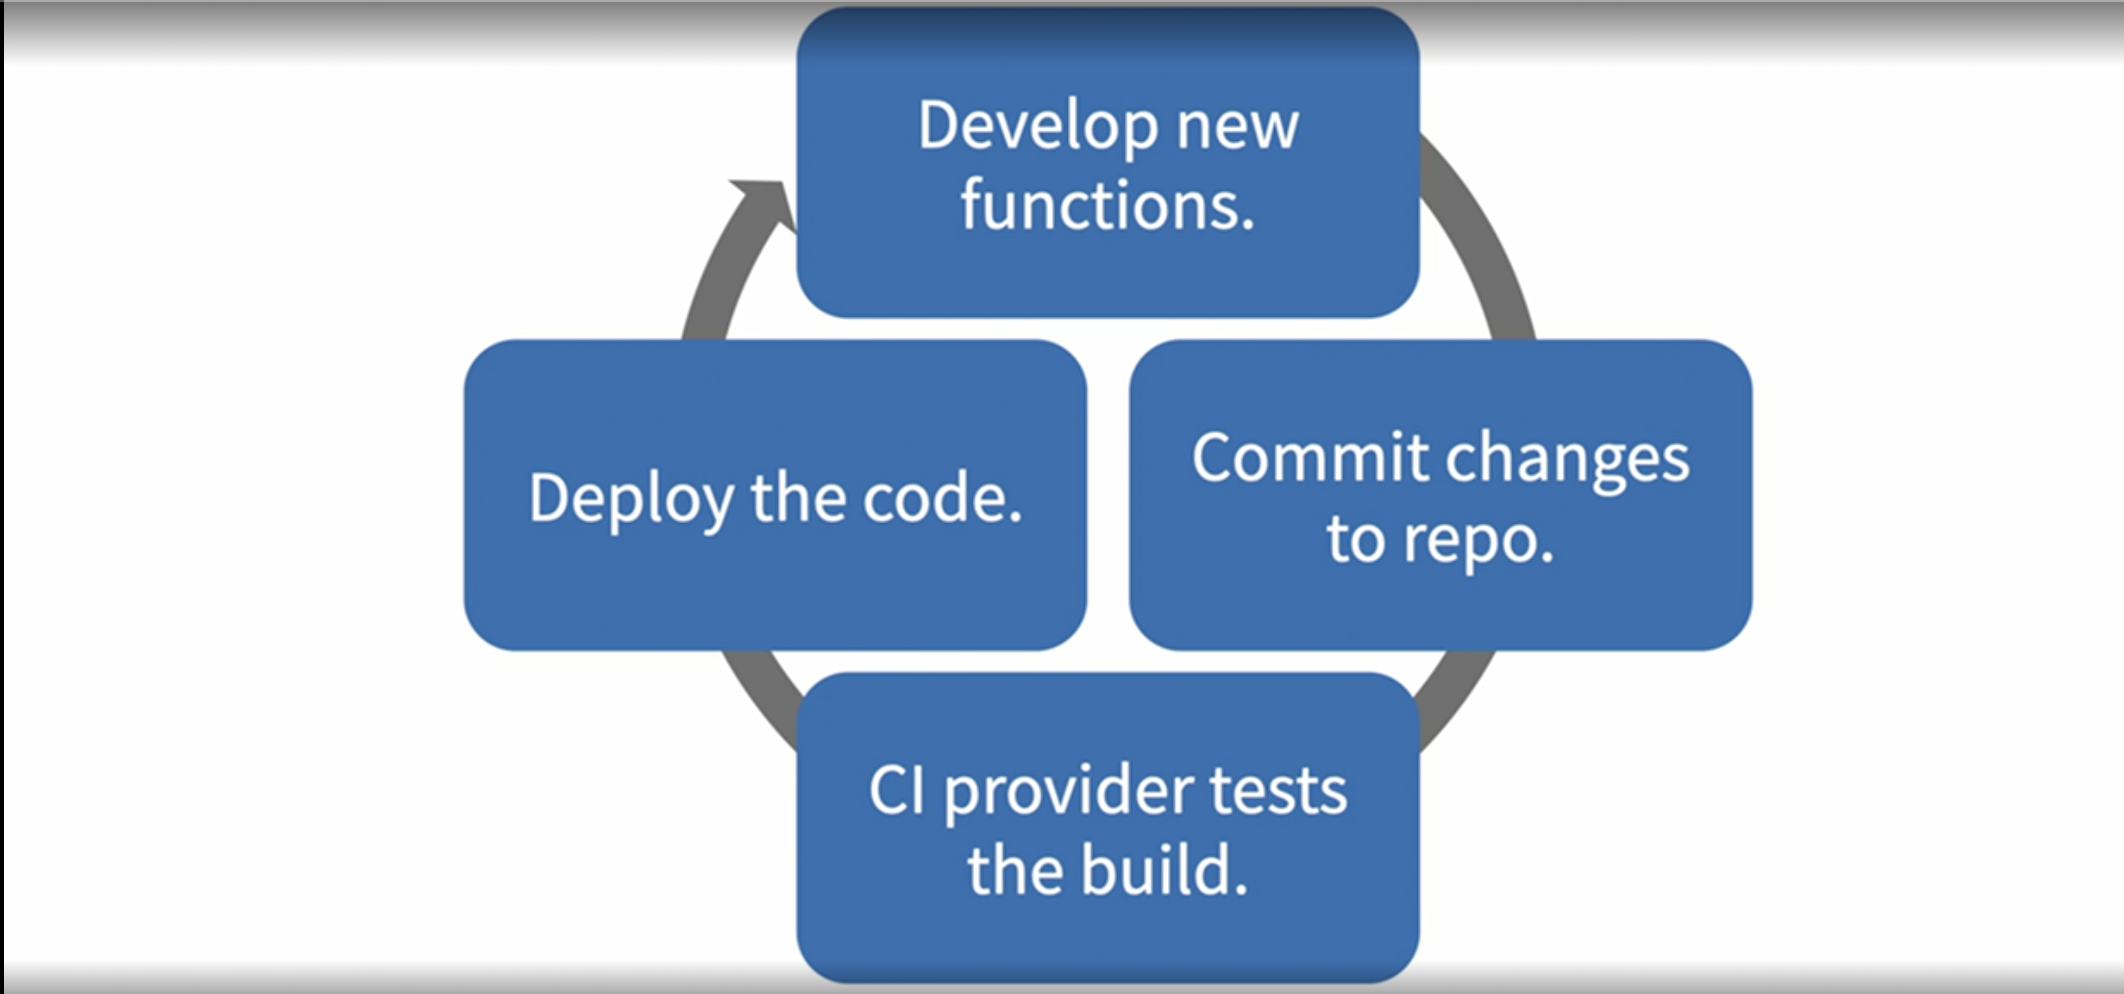 Develop new
functions.
Commit changes
to repo.
CI provider tests
the build.
Deploy the code.